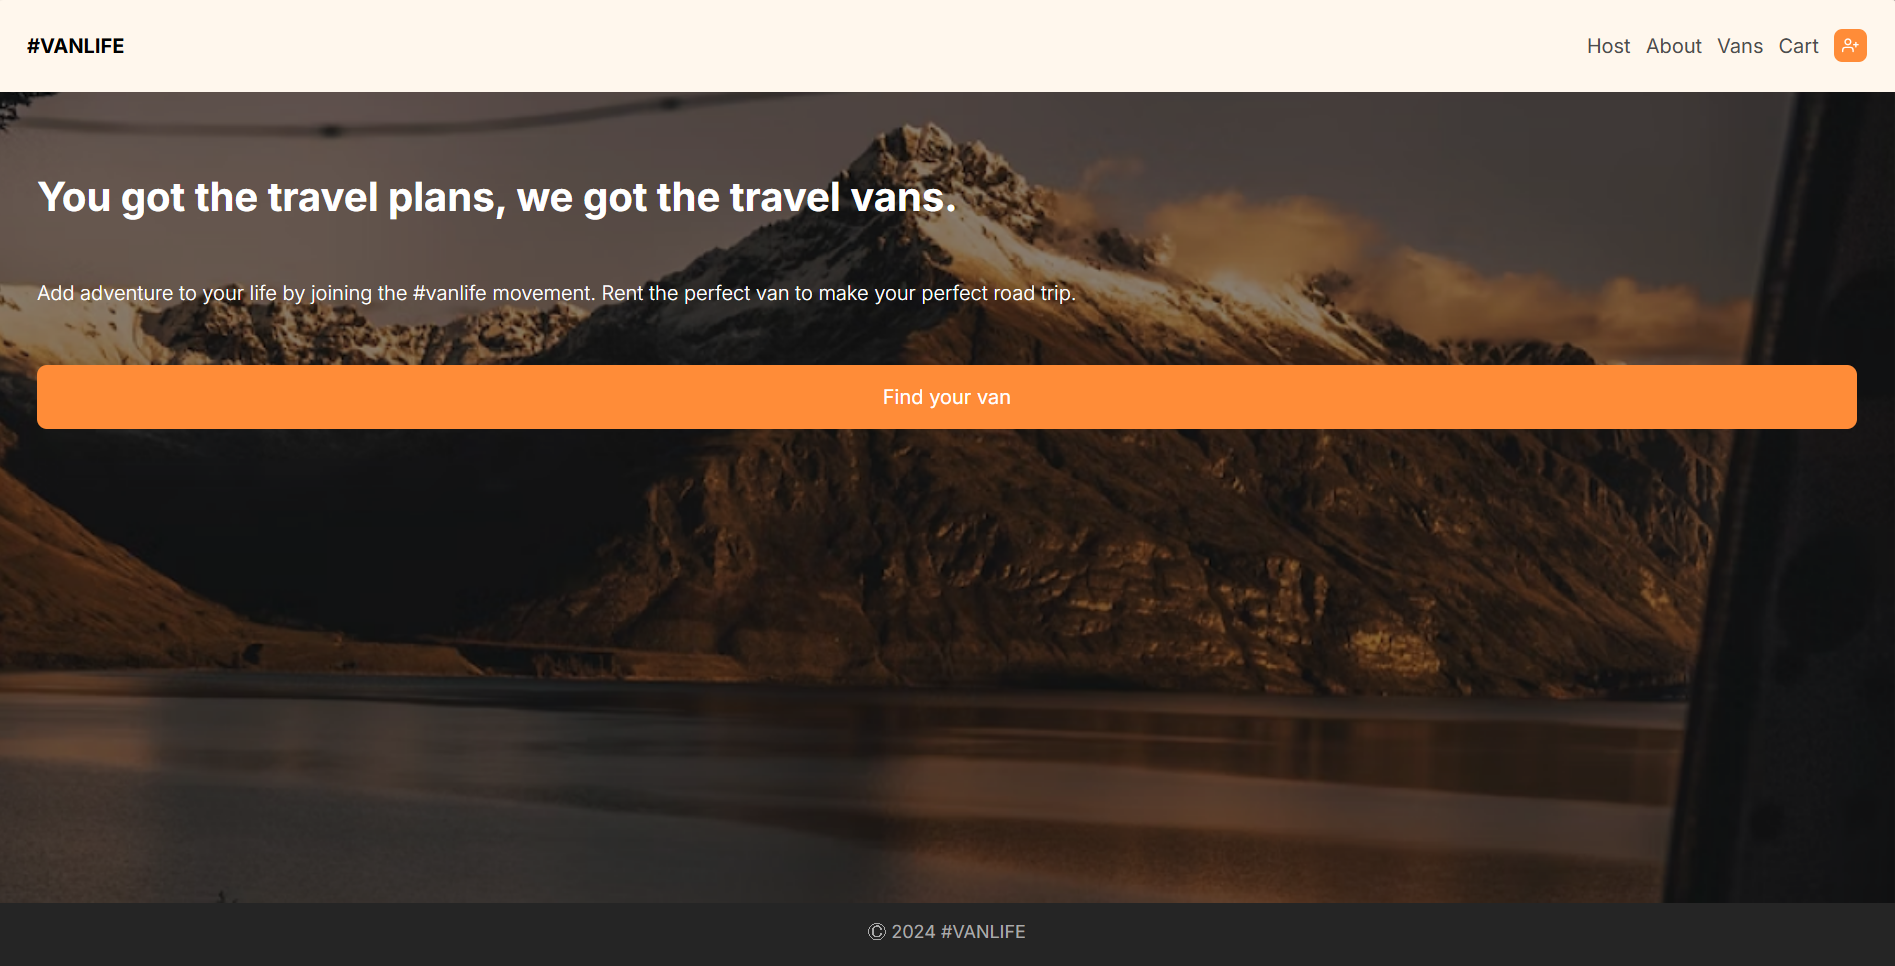 #VANLIFE
Host About Vans Cart
You got the travel plans, we got the travel vans.
Add adventure to your life by joining the #vanlife movement. Rent the perfect van to make your perfect road trip.
Find your van
Ⓒ 2024 #VANLIFE